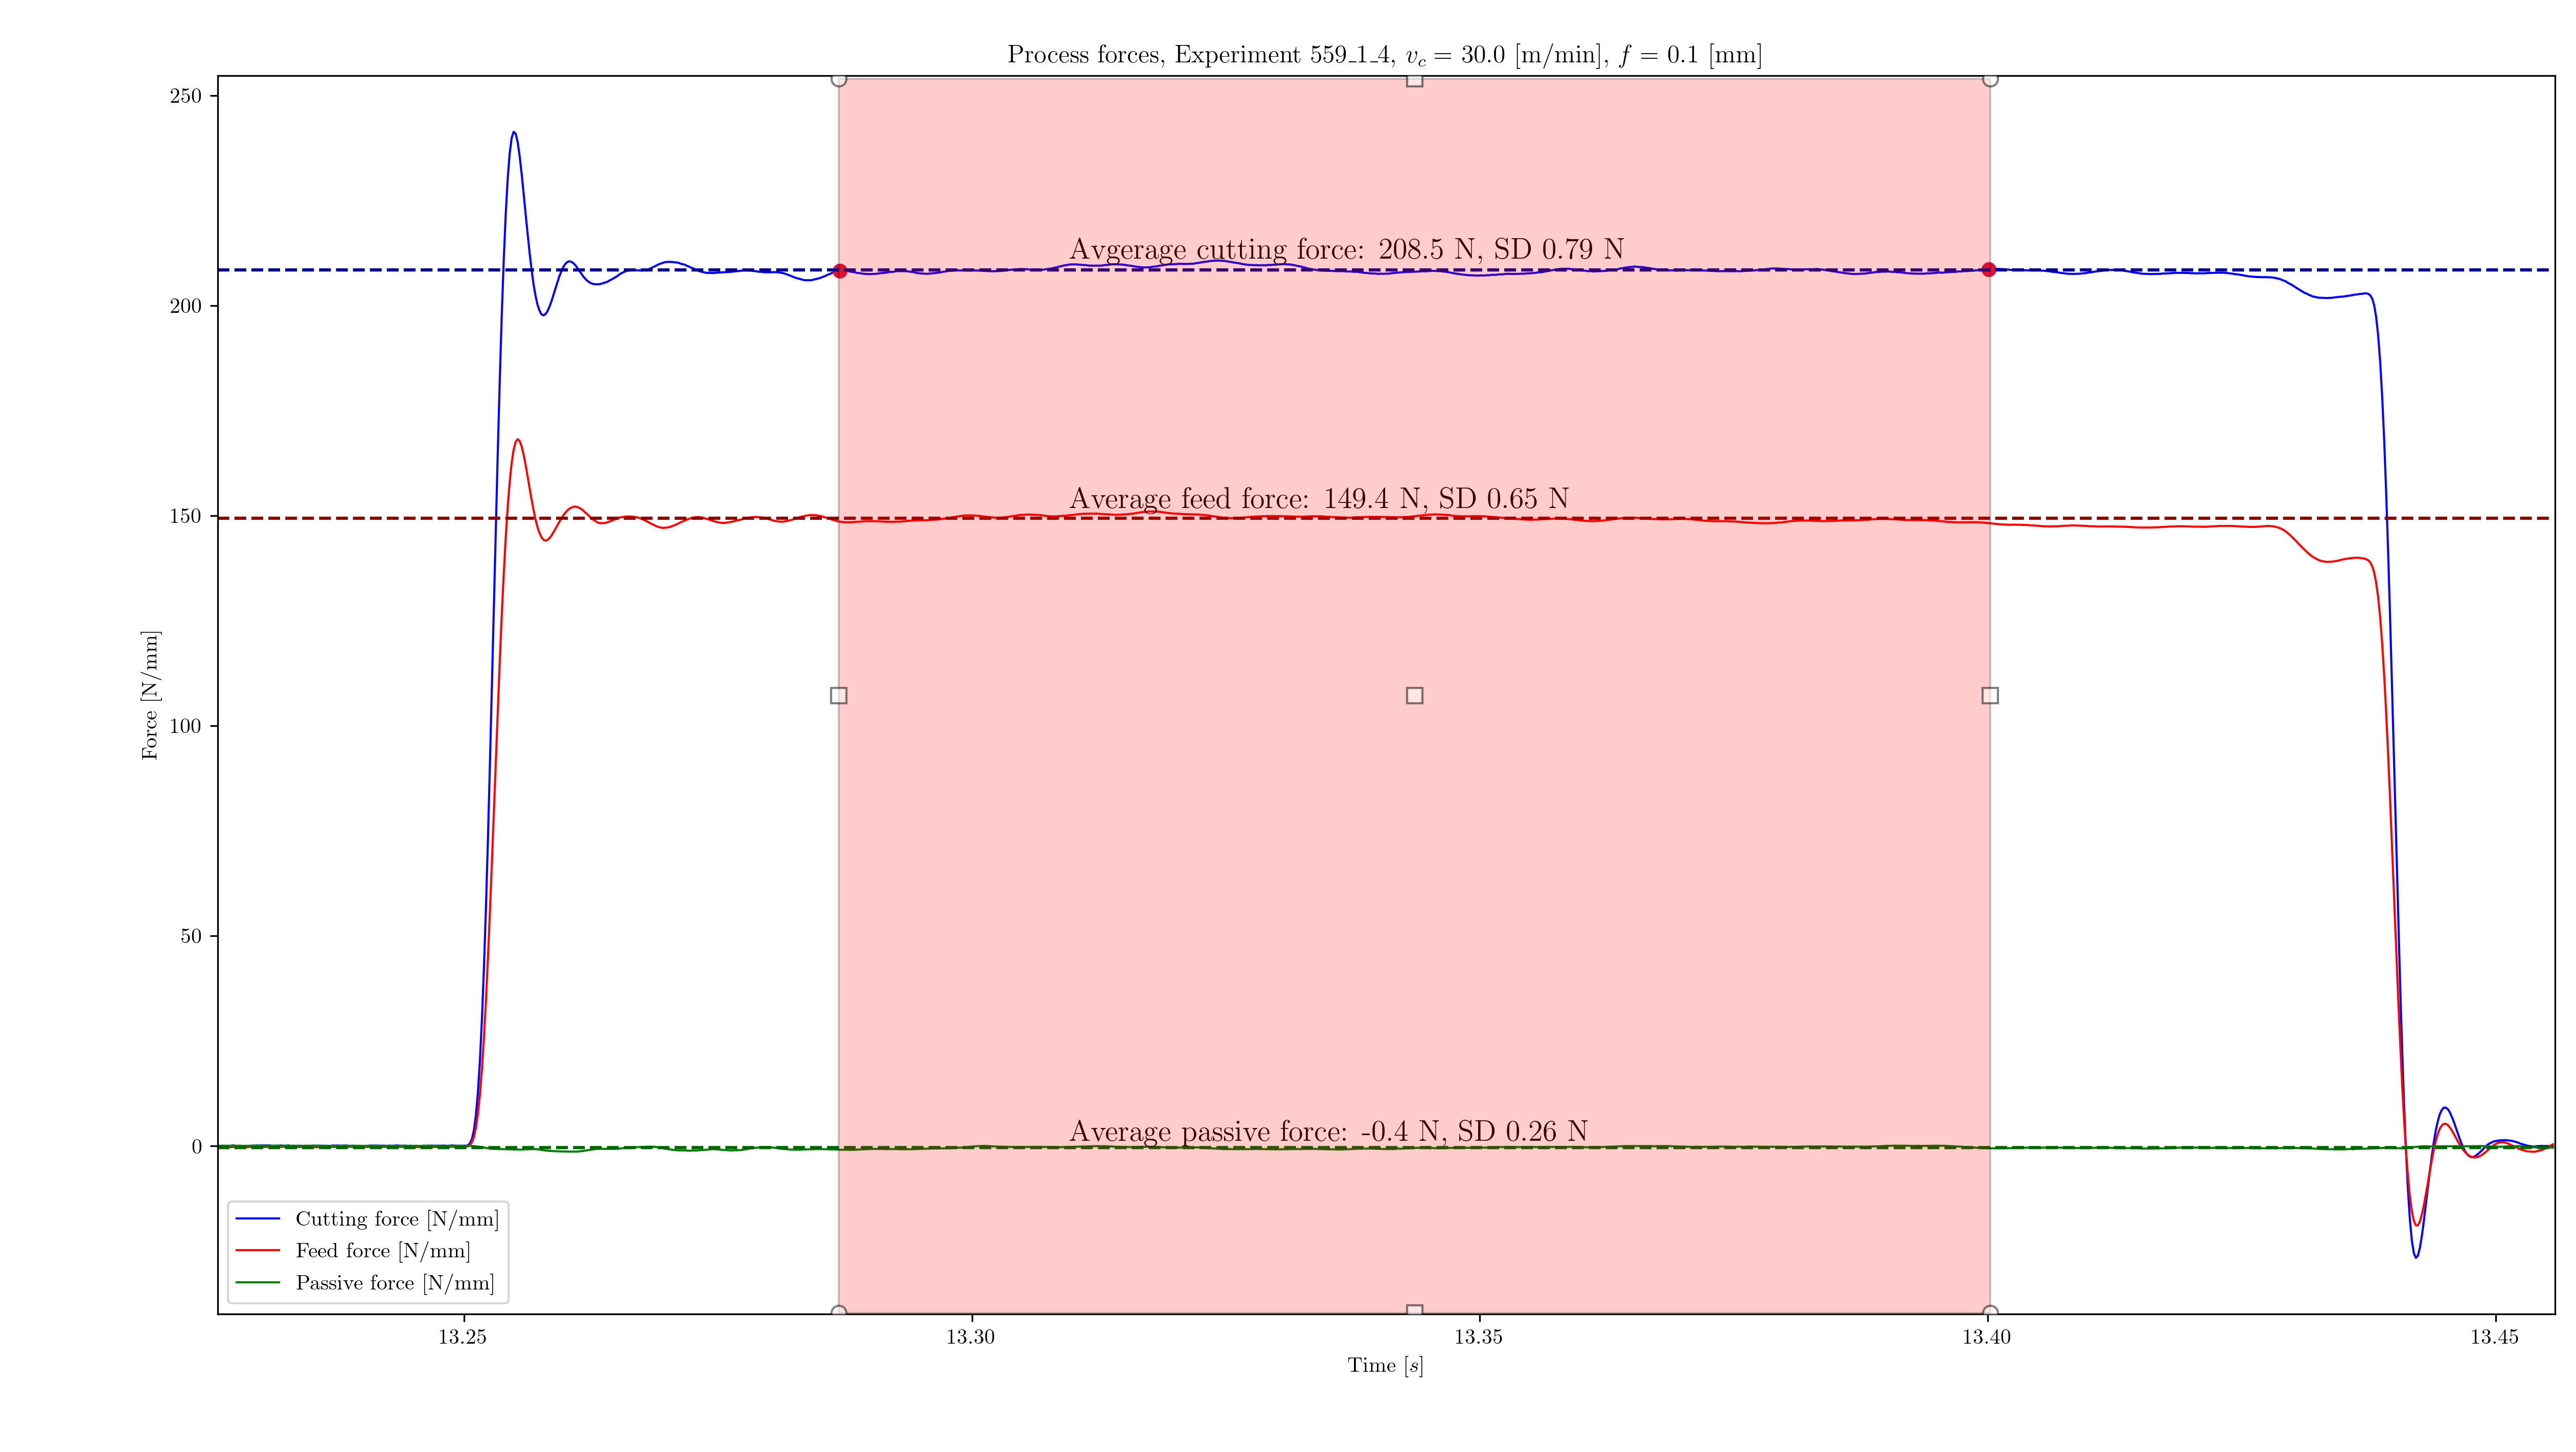 Process forces, Experiment 559_1_4, v_c = 30.0 [m/min], f = 0.1 [mm]
250
200
150
100
50
0
Force [N/mm]
Avgerage cutting force: 208.5 N, SD 0.79 N
Average feed force: 149.4 N, SD 0.65 N
Average passive force: -0.4 N, SD 0.26 N
Cutting force [N/mm]
Feed force [N/mm]
Passive force [N/mm]
13.25 13.30 13.35 13.40 13.45
Time [s]